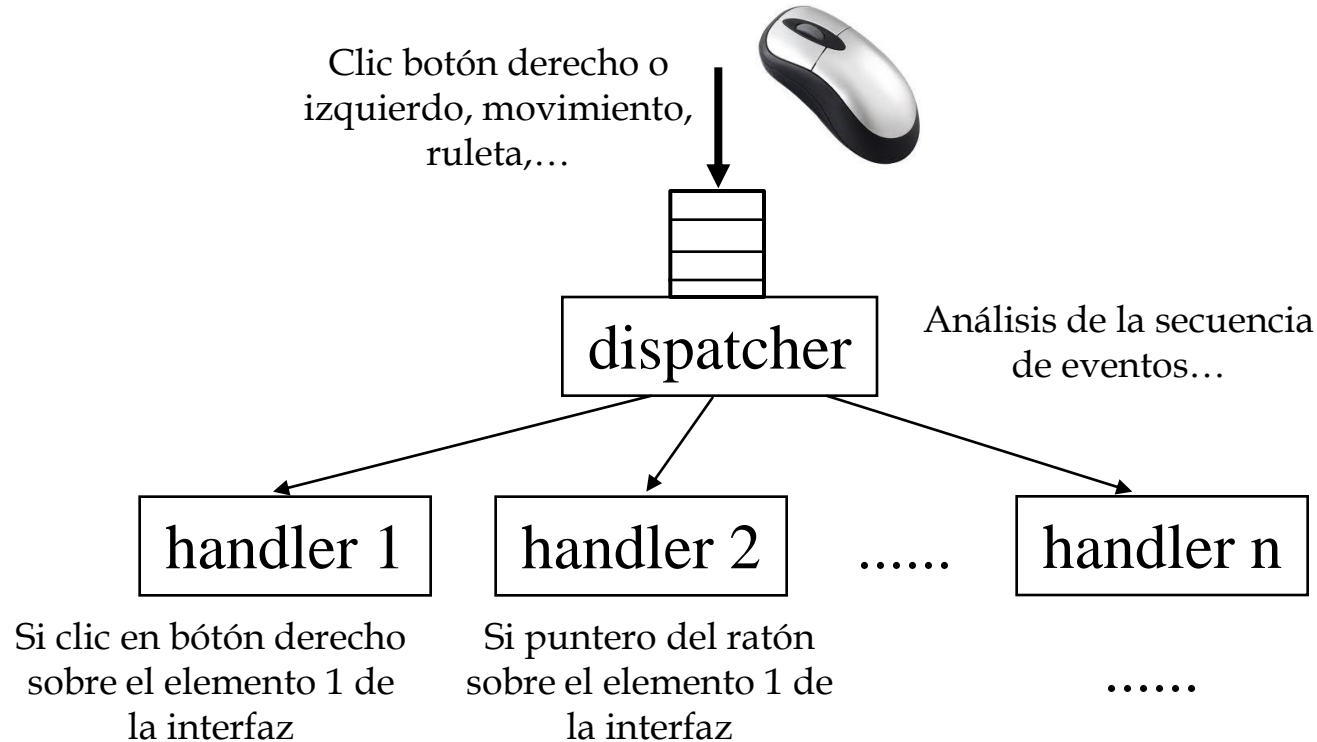 Clic botón derecho o
izquierdo, movimiento,
ruleta,…
dispatcher
Análisis de la secuencia
de eventos…
handler 1
handler 2
......
handler n
Si clic en bótón derecho
sobre el elemento 1 de
la interfaz
Si puntero del ratón
sobre el elemento 1 de
la interfaz
......